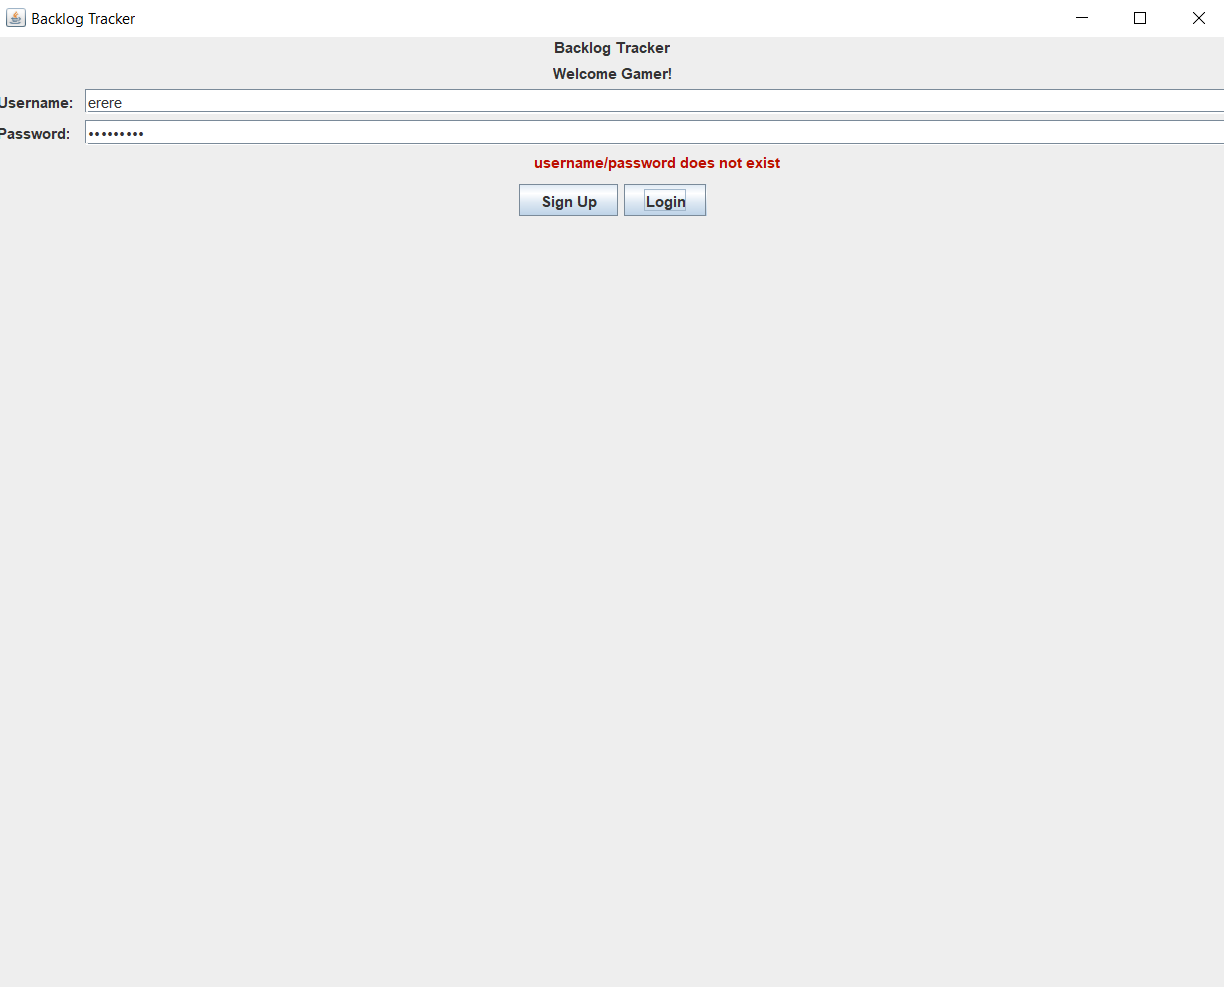 Backlog Tracker
Backlog Tracker
Welcome Gamer!
Username: erere
Password: •••••••••
username/password does not exist
Sign Up Login